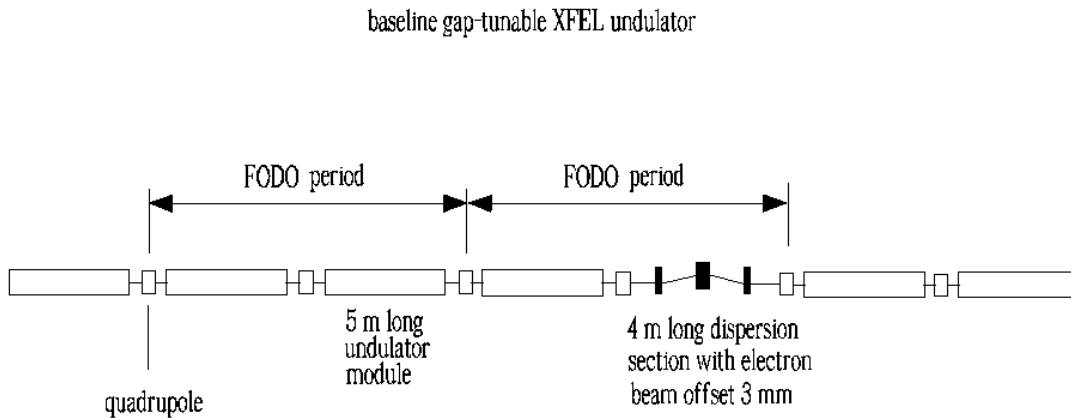 baseline gap-tunable XFEL undulator
FODO period
FODO period
5 m long
undulator
module
4 m long dispersion
section with electron
beam offset 3 mm
quadrupole